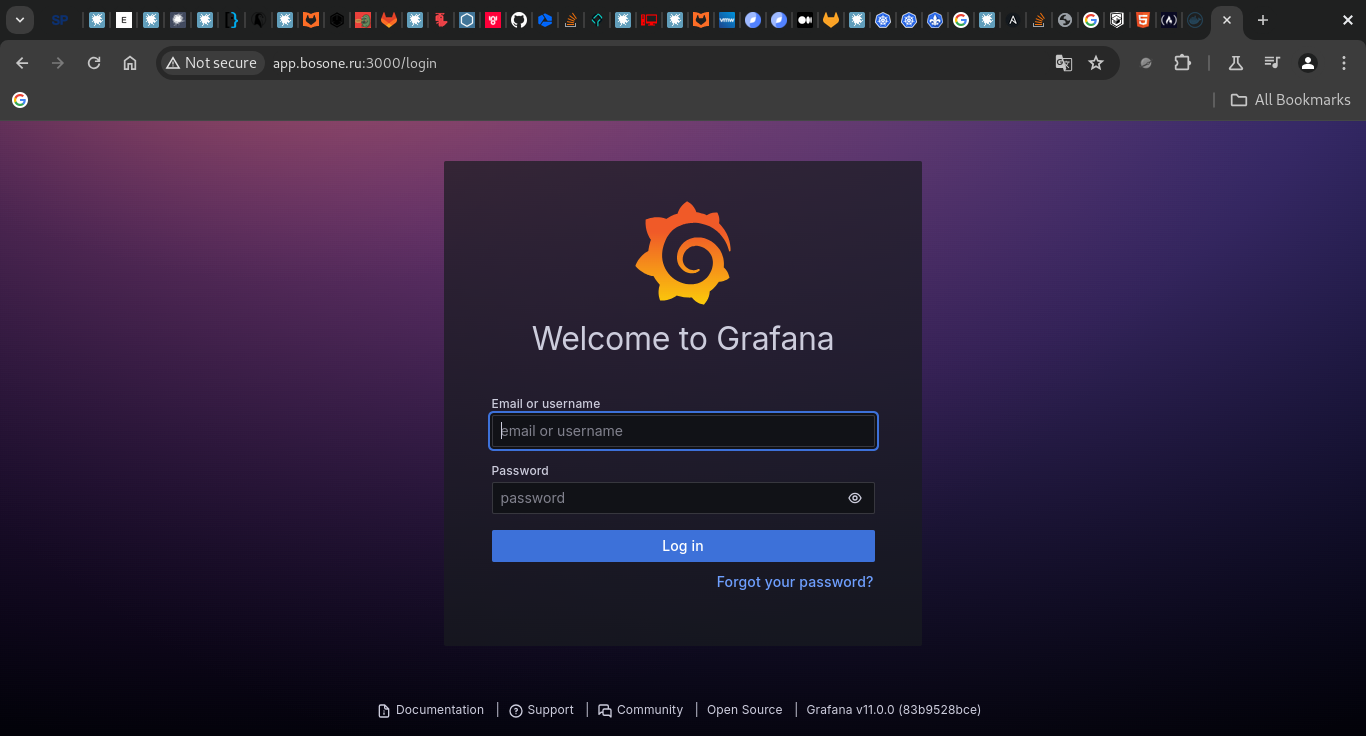 SP
E
vmw
A
Not secure
app.bosone.ru:3000/login
All Bookmarks
Welcome to Grafana
Email or username
email or username
Password
password
Log in
Forgot your password?
Documentation | Support | Community | Open Source | Grafana v11.0.0 (83b9528bce)